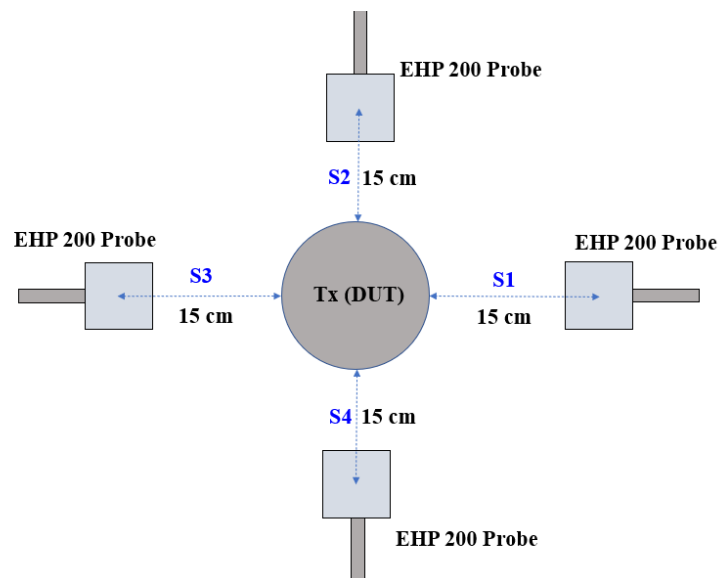 EHP 200 Probe
S2 15 cm
EHP 200 Probe
EHP 200 Probe
S3
Tx (DUT)
S1
15 cm
15 cm
S4 15 cm
EHP 200 Probe